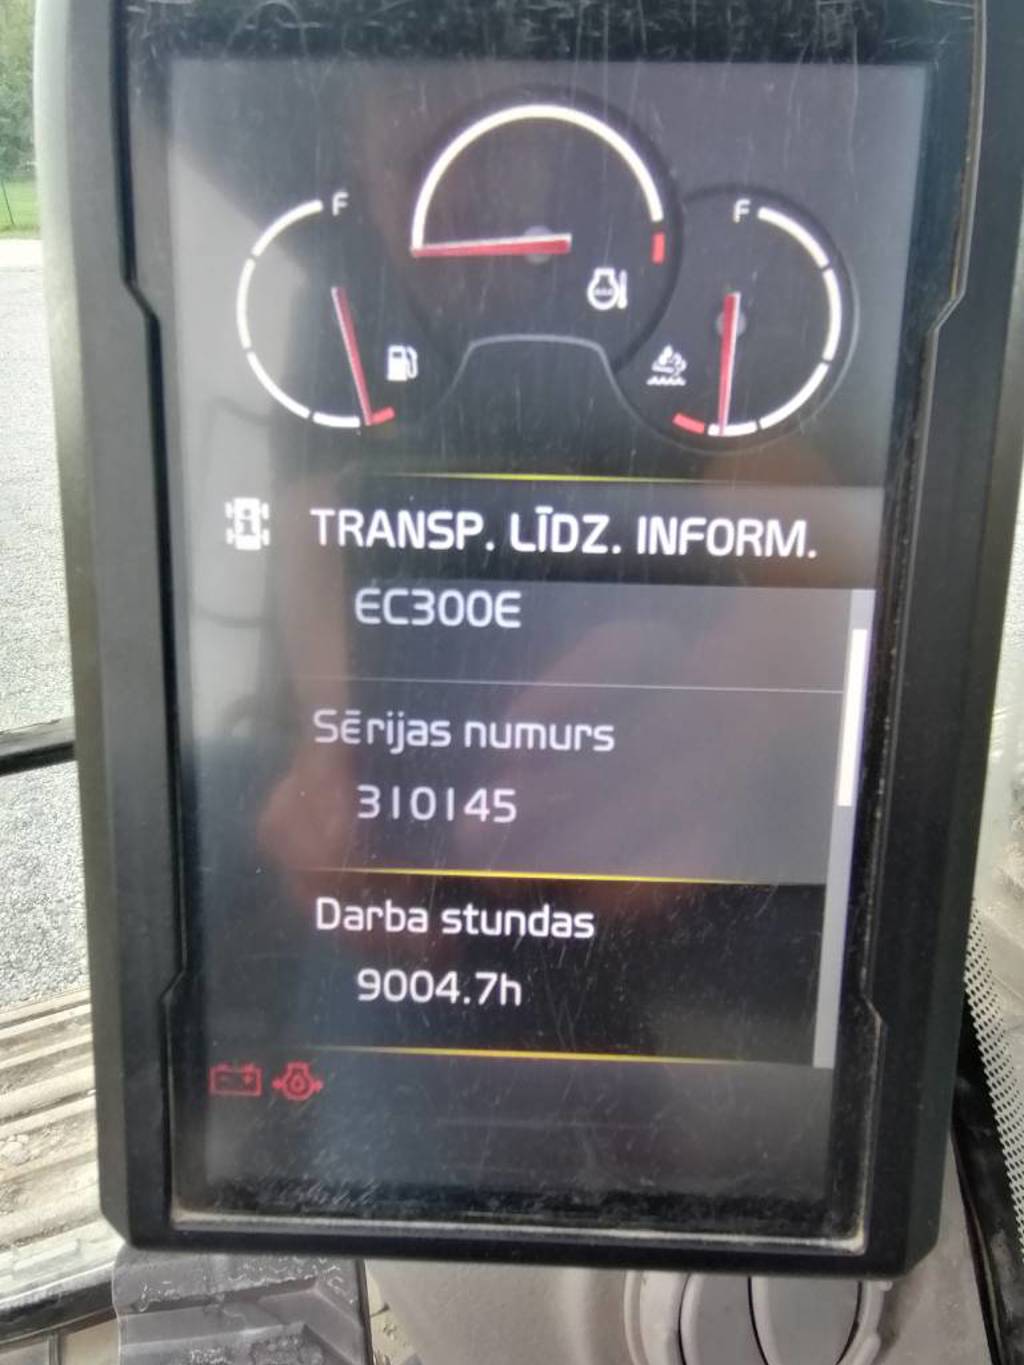 F
F
TRANSP. LĪDZ. INFORM.
EC300E
Sērijas numurs
310145
Darba stundas
9004.7h